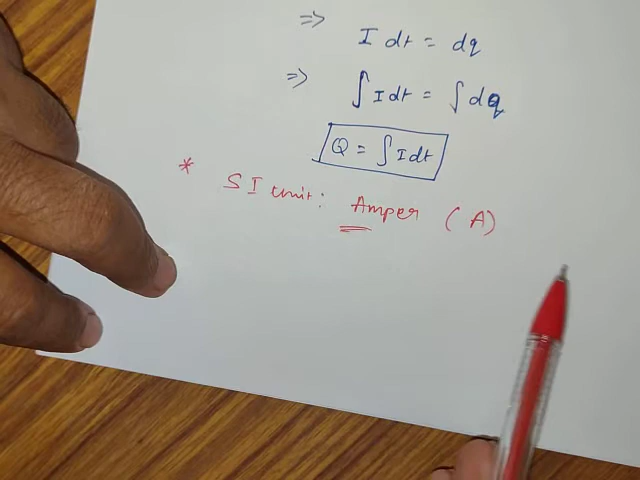 ⇒ I dt = dq
⇒ ∫ I dt = ∫ dq
Q = ∫ I dt
* SI unit: Amper (A)